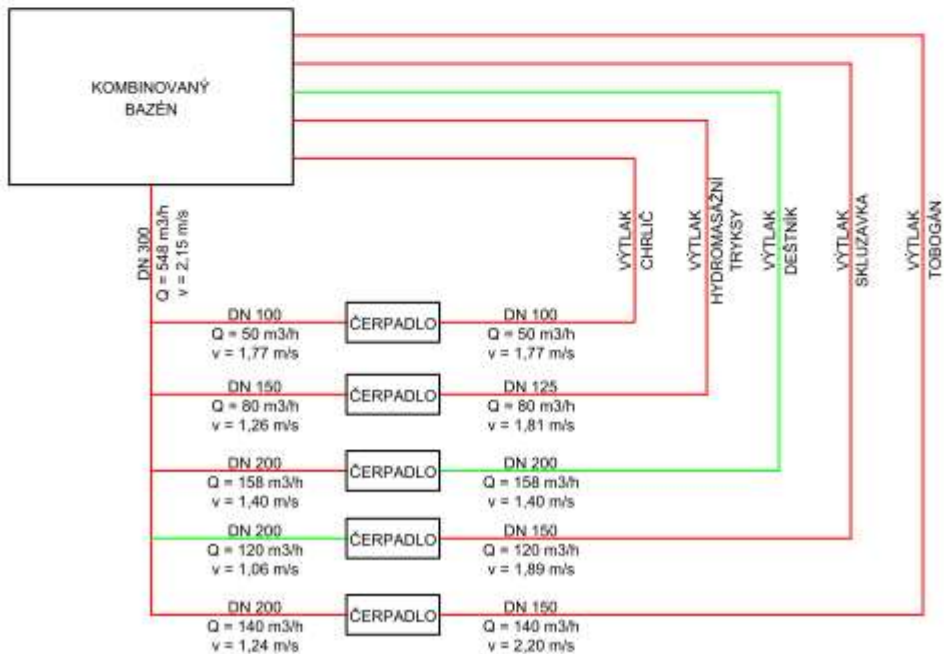 KOMBINOVANÝ
BAZÉN
DN 300
Q = 548 m3/h
v = 2,15 m/s
VÝTLAK
CHRLIČ
VÝTLAK
HYDROMASÁŽNÍ
TRYKSY
VÝTLAK
DEŠTNÍK
VÝTLAK
SKLUZAVKA
VÝTLAK
TOBOGÁN
DN 100
Q = 50 m3/h
v = 1,77 m/s
ČERPADLO
DN 100
Q = 50 m3/h
v = 1,77 m/s
DN 150
Q = 80 m3/h
v = 1,26 m/s
ČERPADLO
DN 125
Q = 80 m3/h
v = 1,81 m/s
DN 200
Q = 158 m3/h
v = 1,40 m/s
ČERPADLO
DN 200
Q = 158 m3/h
v = 1,40 m/s
DN 200
Q = 120 m3/h
v = 1,06 m/s
ČERPADLO
DN 150
Q = 120 m3/h
v = 1,89 m/s
DN 200
Q = 140 m3/h
v = 1,24 m/s
ČERPADLO
DN 150
Q = 140 m3/h
v = 2,20 m/s